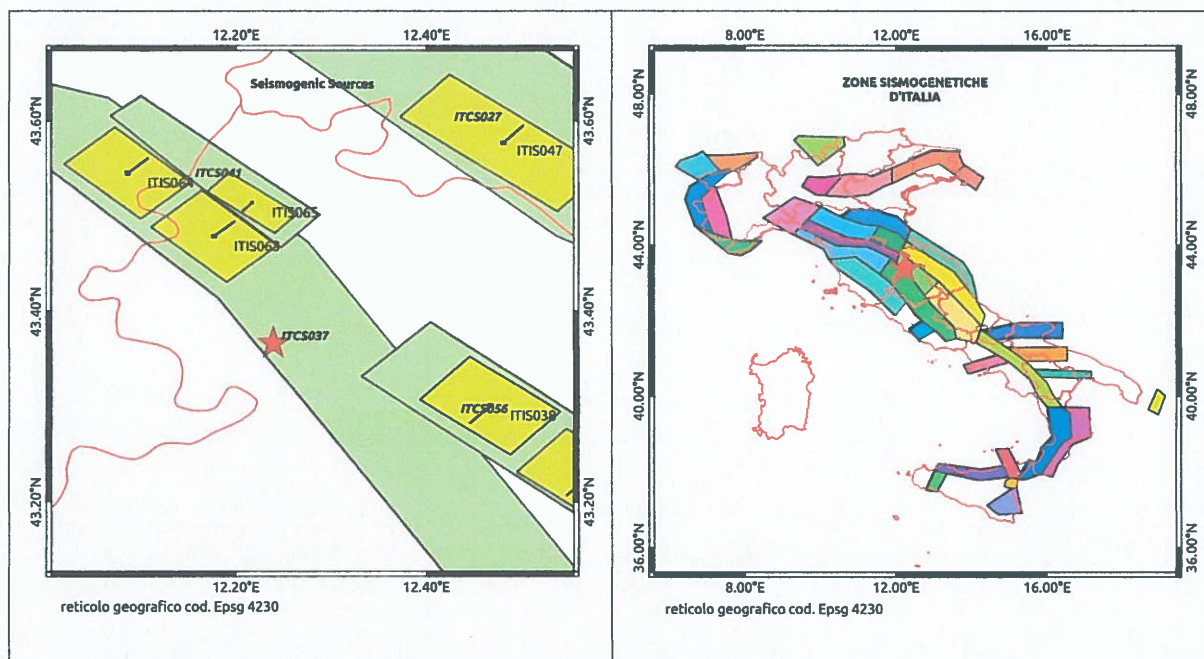 12.20°E 12.40°E
Seismogenic Sources
43.60°N
43.60°N
ITCS027
ITIS047
ITCS041
ITIS064
ITIS065
ITIS063
43.40°N
43.40°N
ITCS037
ITCS056
ITIS038
43.20°N
43.20°N
12.20°E 12.40°E
reticolo geografico cod. Epsg 4230
8.00°E 12.00°E 16.00°E
ZONE SISMOGENETICHE
D'ITALIA
48.00°N
48.00°N
44.00°N
44.00°N
40.00°N
40.00°N
36.00°N
36.00°N
8.00°E 12.00°E 16.00°E
reticolo geografico cod. Epsg 4230